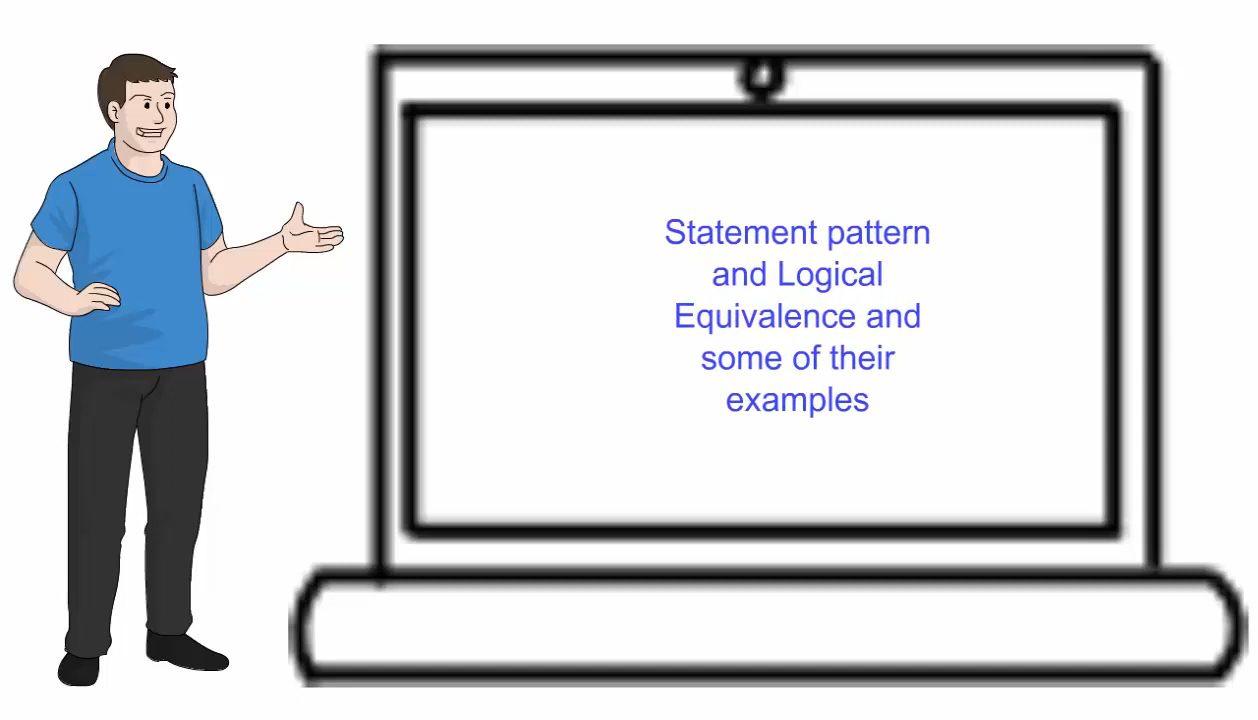 Statement pattern
and Logical
Equivalence and
some of their
examples